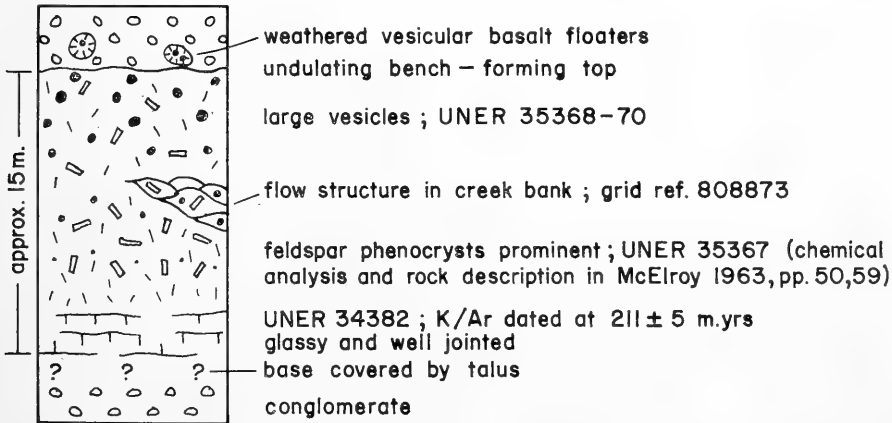 weathered vesicular basalt floaters
undulating bench – forming top
large vesicles ; UNER 35368–70
approx. 15m.
flow structure in creek bank ; grid ref. 808873
feldspar phenocrysts prominent ; UNER 35367 (chemical
analysis and rock description in McElroy 1963, pp. 50,59)
UNER 34382 ; K/Ar dated at 211 ± 5 m.yrs
glassy and well jointed
? ? ? base covered by talus
conglomerate